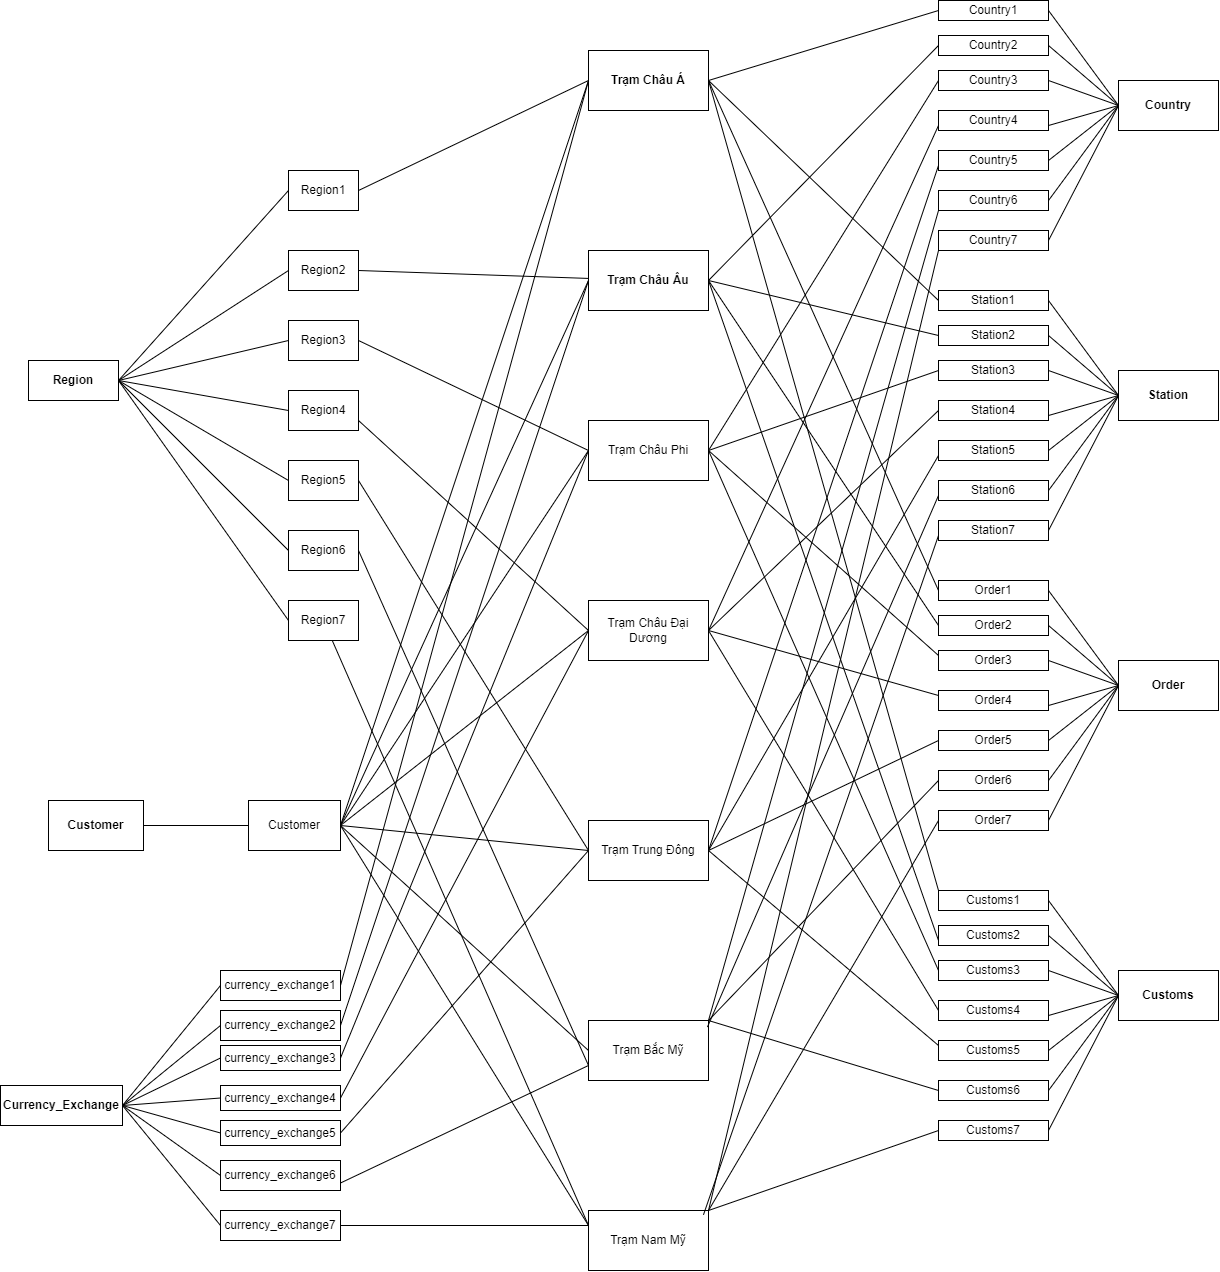 Region
Customer
Currency_Exchange
Region1
Region2
Region3
Region4
Region5
Region6
Region7
Customer
currency_exchange1
currency_exchange2
currency_exchange3
currency_exchange4
currency_exchange5
currency_exchange6
currency_exchange7
Trạm Châu Á
Trạm Châu Âu
Trạm Châu Phi
Trạm Châu Đại
Dương
Trạm Trung Đông
Trạm Bắc Mỹ
Trạm Nam Mỹ
Country1
Country2
Country3
Country4
Country5
Country6
Country7
Station1
Station2
Station3
Station4
Station5
Station6
Station7
Order1
Order2
Order3
Order4
Order5
Order6
Order7
Customs1
Customs2
Customs3
Customs4
Customs5
Customs6
Customs7
Country
Station
Order
Customs